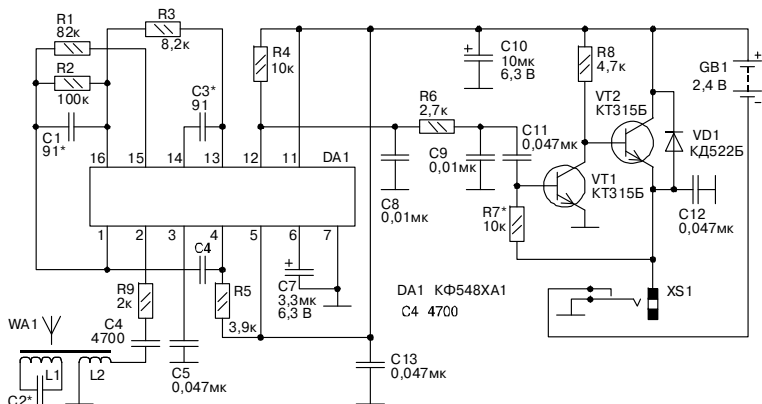 R1
82к
R2
100к
C1
91*
R3
8,2к
C3*
91
R4
10к
C10
10мк
6,3 В
+
R6
2,7к
R8
4,7к
GB1
2,4 В
+
−
VT2
КТ315Б
VD1
КД522Б
C11
0,047мк
C9
0,01мк
C8
0,01мк
VT1
КТ315Б
R7*
10к
C12
0,047мк
16 15 14 13 12 11 DA1
1 2 3 4 5 6 7
C4
R9
2к
R5
3,9к
+
C7
3,3мк
6,3 В
DA1 КФ548ХА1
C4 4700
XS1
WA1
C4
4700
C5
0,047мк
C13
0,047мк
L1
L2
C2*